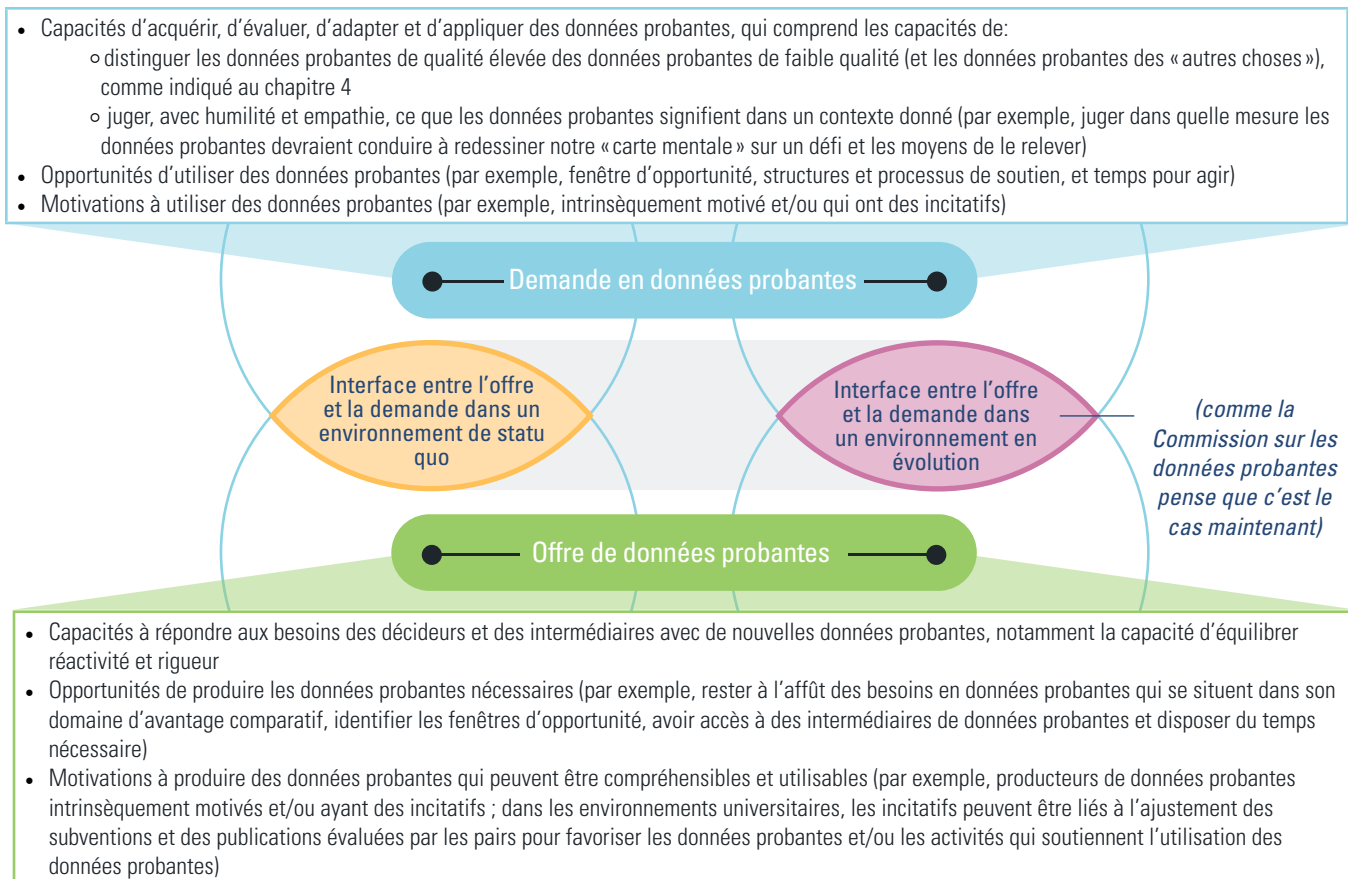 • Capacités d'acquérir, d'évaluer, d'adapter et d'appliquer des données probantes, qui comprend les capacités de:
○ distinguer les données probantes de qualité élevée des données probantes de faible qualité (et les données probantes des «autres choses»),
comme indiqué au chapitre 4
○ juger, avec humilité et empathie, ce que les données probantes signifient dans un contexte donné (par exemple, juger dans quelle mesure les
données probantes devraient conduire à redessiner notre «carte mentale» sur un défi et les moyens de le relever)
• Opportunités d'utiliser des données probantes (par exemple, fenêtre d'opportunité, structures et processus de soutien, et temps pour agir)
• Motivations à utiliser des données probantes (par exemple, intrinsèquement motivé et/ou qui ont des incitatifs)
Demande en données probantes
Interface entre l'offre
et la demande dans un
environnement de statu
quo
Interface entre l'offre
et la demande dans
un environnement en
évolution
(comme la
Commission sur les
données probantes
pense que c'est le
cas maintenant)
Offre de données probantes
• Capacités à répondre aux besoins des décideurs et des intermédiaires avec de nouvelles données probantes, notamment la capacité d'équilibrer
réactivité et rigueur
• Opportunités de produire les données probantes nécessaires (par exemple, rester à l'affût des besoins en données probantes qui se situent dans son
domaine d'avantage comparatif, identifier les fenêtres d'opportunité, avoir accès à des intermédiaires de données probantes et disposer du temps
nécessaire)
• Motivations à produire des données probantes qui peuvent être compréhensibles et utilisables (par exemple, producteurs de données probantes
intrinsèquement motivés et/ou ayant des incitatifs ; dans les environnements universitaires, les incitatifs peuvent être liés à l'ajustement des
subventions et des publications évaluées par les pairs pour favoriser les données probantes et/ou les activités qui soutiennent l'utilisation des
données probantes)